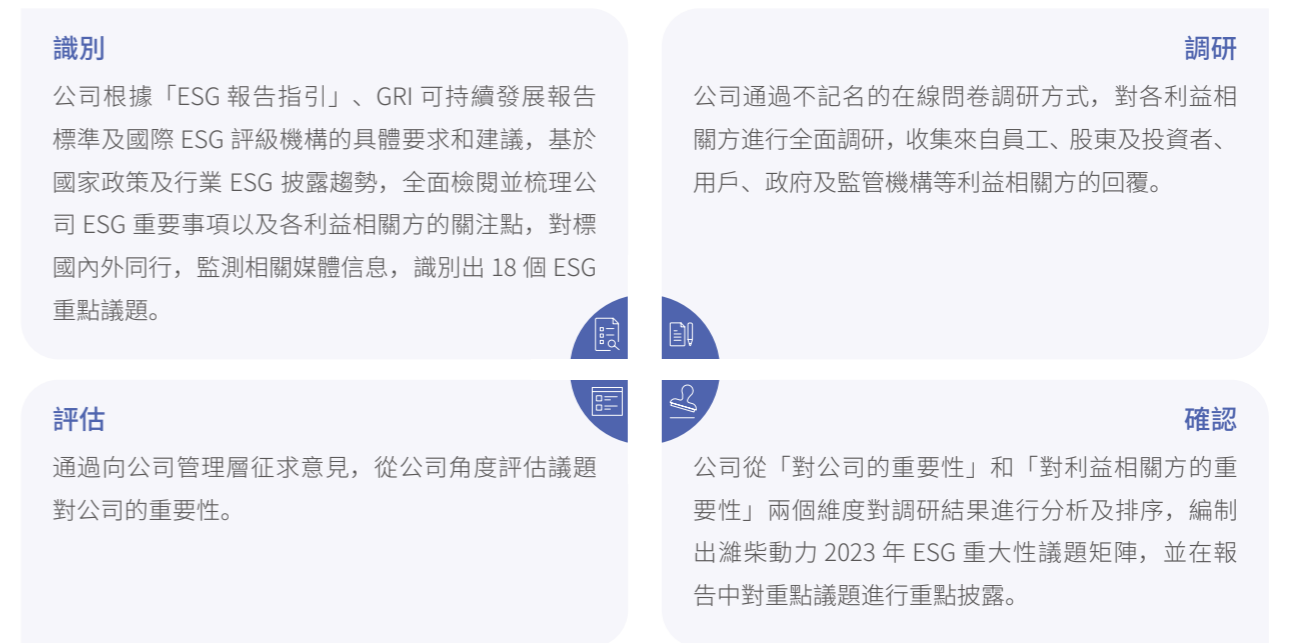 識別
公司根據「ESG 報告指引」、GRI 可持續發展報告
標準及國際 ESG 評級機構的具體要求和建議，基於
國家政策及行業 ESG 披露趨勢，全面檢閱並梳理公
司 ESG 重要事項以及各利益相關方的關注點，對標
國內外同行，監測相關媒體信息，識別出 18 個 ESG
重點議題。
調研
公司通過不記名的在線問卷調研方式，對各利益相
關方進行全面調研，收集來自員工、股東及投資者、
用戶、政府及監管機構等利益相關方的回覆。
評估
通過向公司管理層征求意見，從公司角度評估議題
對公司的重要性。
確認
公司從「對公司的重要性」和「對利益相關方的重
要性」兩個維度對調研結果進行分析及排序，編制
出濰柴動力 2023 年 ESG 重大性議題矩陣，並在報
告中對重點議題進行重點披露。